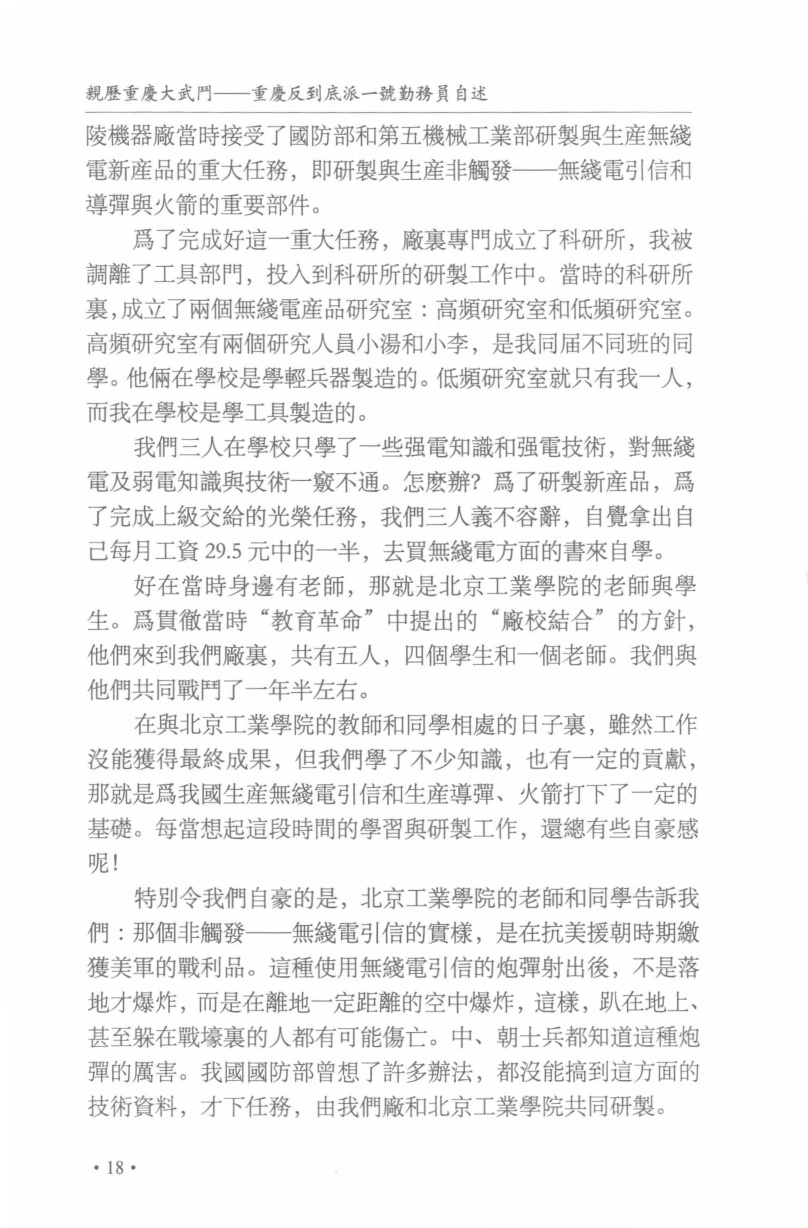 親歷重慶大武鬥——重慶反到底派一號勤務員自述
陵機器廠當時接受了國防部和第五機械工業部研製與生産無綫
電新産品的重大任務，即研製與生産非觸發——無綫電引信和
導彈與火箭的重要部件。
爲了完成好這一重大任務，廠裏專門成立了科研所，我被
調離了工具部門，投入到科研所的研製工作中。當時的科研所
裏，成立了兩個無綫電産品研究室：高頻研究室和低頻研究室。
高頻研究室有兩個研究人員小湯和小李，是我同届不同班的同
學。他倆在學校是學輕兵器製造的。低頻研究室就只有我一人，
而我在學校是學工具製造的。
我們三人在學校只學了一些强電知識和强電技術，對無綫
電及弱電知識與技術一竅不通。怎麽辦？爲了研製新産品，爲
了完成上級交給的光榮任務，我們三人義不容辭，自覺拿出自
己每月工資 29.5 元中的一半，去買無綫電方面的書來自學。
好在當時身邊有老師，那就是北京工業學院的老師與學
生。爲貫徹當時“教育革命”中提出的“廠校結合”的方針，
他們來到我們廠裏，共有五人，四個學生和一個老師。我們與
他們共同戰鬥了一年半左右。
在與北京工業學院的教師和同學相處的日子裏，雖然工作
沒能獲得最終成果，但我們學了不少知識，也有一定的貢獻，
那就是爲我國生産無綫電引信和生産導彈、火箭打下了一定的
基礎。每當想起這段時間的學習與研製工作，還總有些自豪感
呢！
特別令我們自豪的是，北京工業學院的老師和同學告訴我
們：那個非觸發——無綫電引信的實樣，是在抗美援朝時期繳
獲美軍的戰利品。這種使用無綫電引信的炮彈射出後，不是落
地才爆炸，而是在離地一定距離的空中爆炸，這樣，趴在地上、
甚至躲在戰壕裏的人都有可能傷亡。中、朝士兵都知道這種炮
彈的厲害。我國國防部曾想了許多辦法，都沒能搞到這方面的
技術資料，才下任務，由我們廠和北京工業學院共同研製。
• 18 •